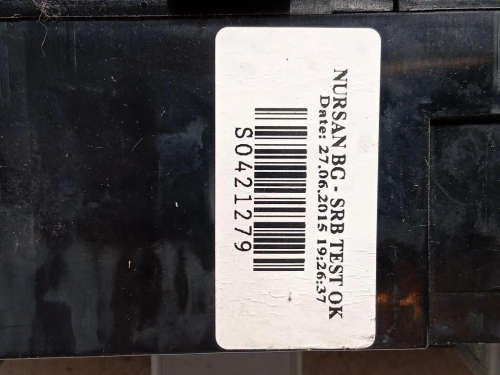 NURSAN BG - SRB TEST OK
Date: 27.06.2015 19:26:37
S0421279